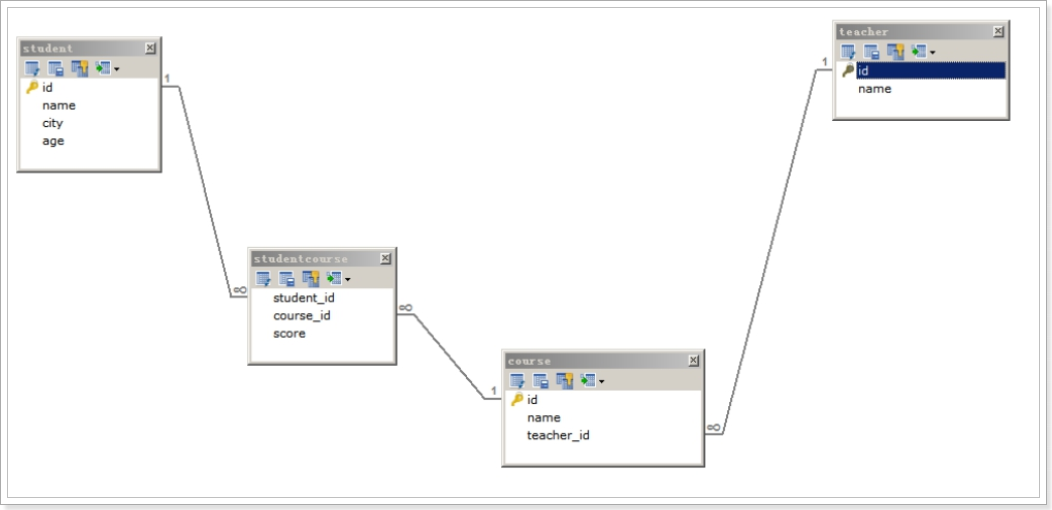 student
id
name
city
age
1
teacher
id
name
1
studentcourse
student_id
course_id
score
∞
∞
course
id
name
teacher_id
1
∞